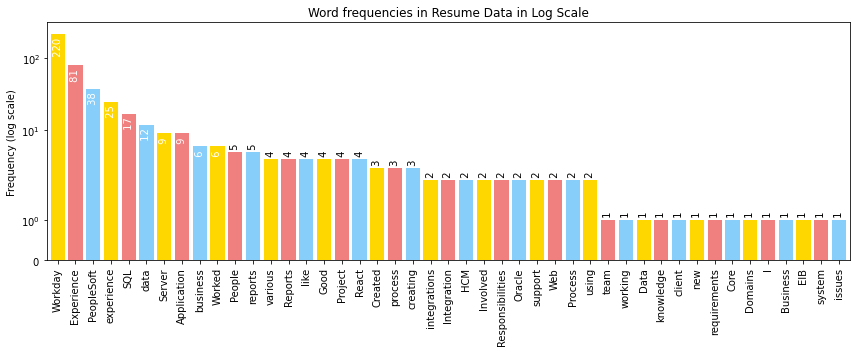 Word frequencies in Resume Data in Log Scale
Frequency (log scale)
10²
10¹
10⁰
0
220
81
38
25
17
12
9
9
6
6
5
5
4
4
4
4
4
4
3
3
3
2
2
2
2
2
2
2
2
2
2
1
1
1
1
1
1
1
1
1
1
1
1
1
1
Workday
Experience
PeopleSoft
experience
SQL
data
Server
Application
business
Worked
People
reports
various
Reports
like
Good
Project
React
Created
process
creating
integrations
Integration
HCM
Involved
Responsibilities
Oracle
support
Web
Process
using
team
working
Data
knowledge
client
new
requirements
Core
Domains
I
Business
EIB
system
issues